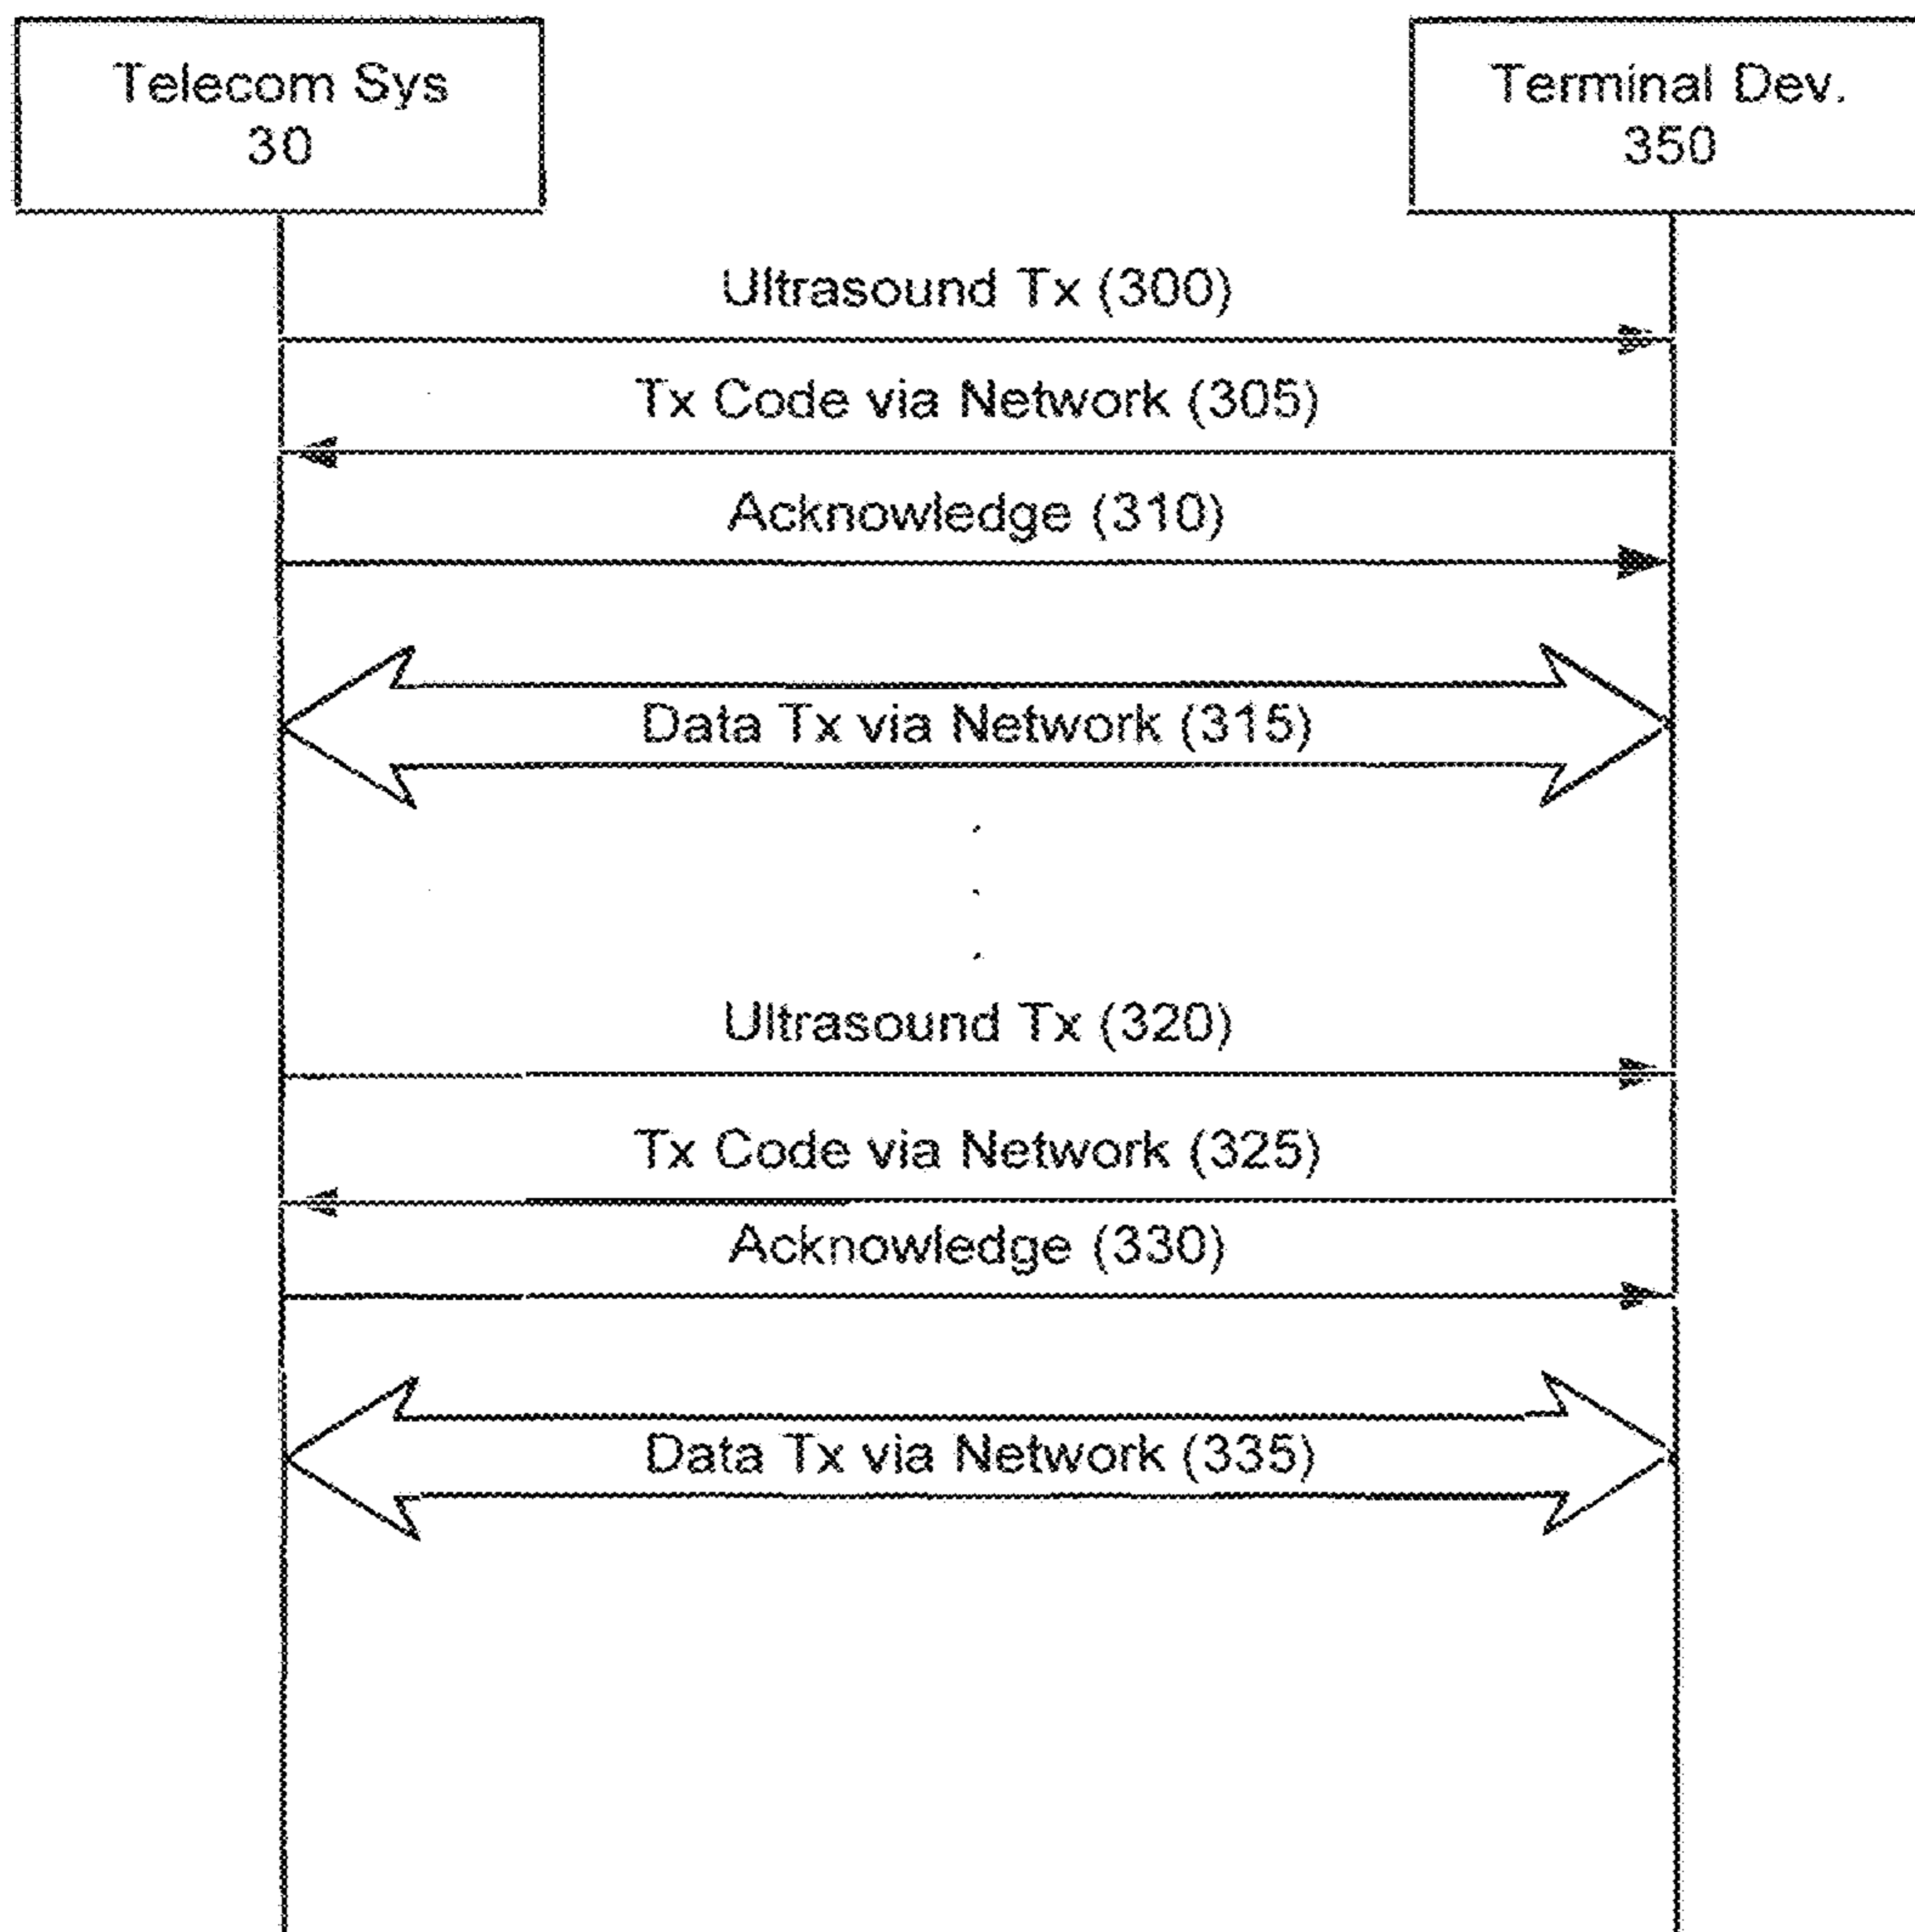 Telecom Sys
30
Terminal Dev.
350
Ultrasound Tx (300)
Tx Code via Network (305)
Acknowledge (310)
Data Tx via Network (315)
Ultrasound Tx (320)
Tx Code via Network (325)
Acknowledge (330)
Data Tx via Network (335)